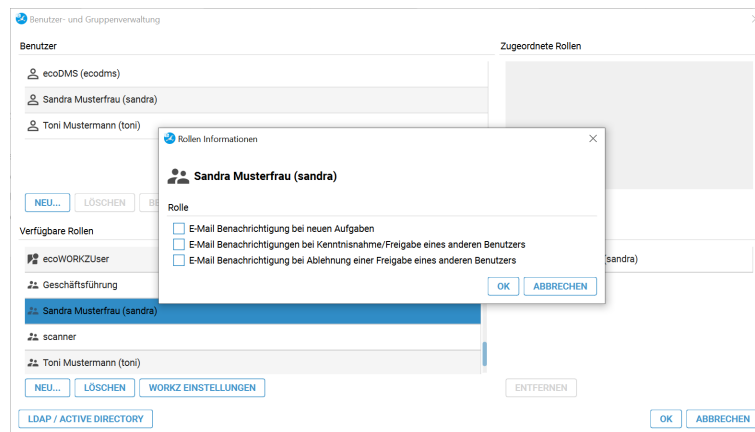 Benutzer- und Gruppenverwaltung
Benutzer
Zugeordnete Rollen
ecoDMS (ecodms)
Sandra Musterfrau (sandra)
Toni Mustermann (toni)
Rollen Informationen
Sandra Musterfrau (sandra)
Rolle
E-Mail Benachrichtigung bei neuen Aufgaben
E-Mail Benachrichtigungen bei Kenntnisnahme/Freigabe eines anderen Benutzers
E-Mail Benachrichtigung bei Ablehnung einer Freigabe eines anderen Benutzers
OK ABBRECHEN
NEU... LÖSCHEN
Verfügbare Rollen
ecoWORKZUser
(sandra)
Geschäftsführung
Sandra Musterfrau (sandra)
scanner
Toni Mustermann (toni)
NEU... LÖSCHEN WORKZ EINSTELLUNGEN ENTFERNEN
LDAP / ACTIVE DIRECTORY OK ABBRECHEN